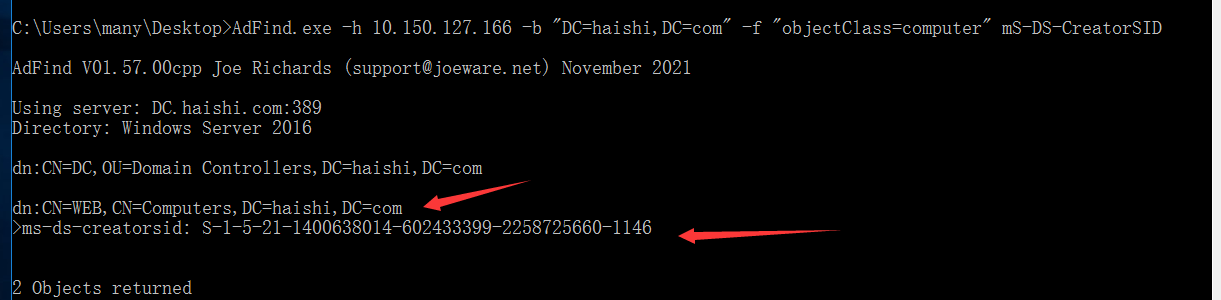 C:\Users\many\Desktop>AdFind.exe -h 10.150.127.166 -b "DC=haishi,DC=com" -f "objectClass=computer" mS-DS-CreatorSID
AdFind V01.57.00cpp Joe Richards (support@joeware.net) November 2021
Using server: DC.haishi.com:389
Directory: Windows Server 2016
dn:CN=DC,OU=Domain Controllers,DC=haishi,DC=com
dn:CN=WEB,CN=Computers,DC=haishi,DC=com
>ms-ds-creatorsid: S-1-5-21-1400638014-602433399-2258725660-1146
2 Objects returned